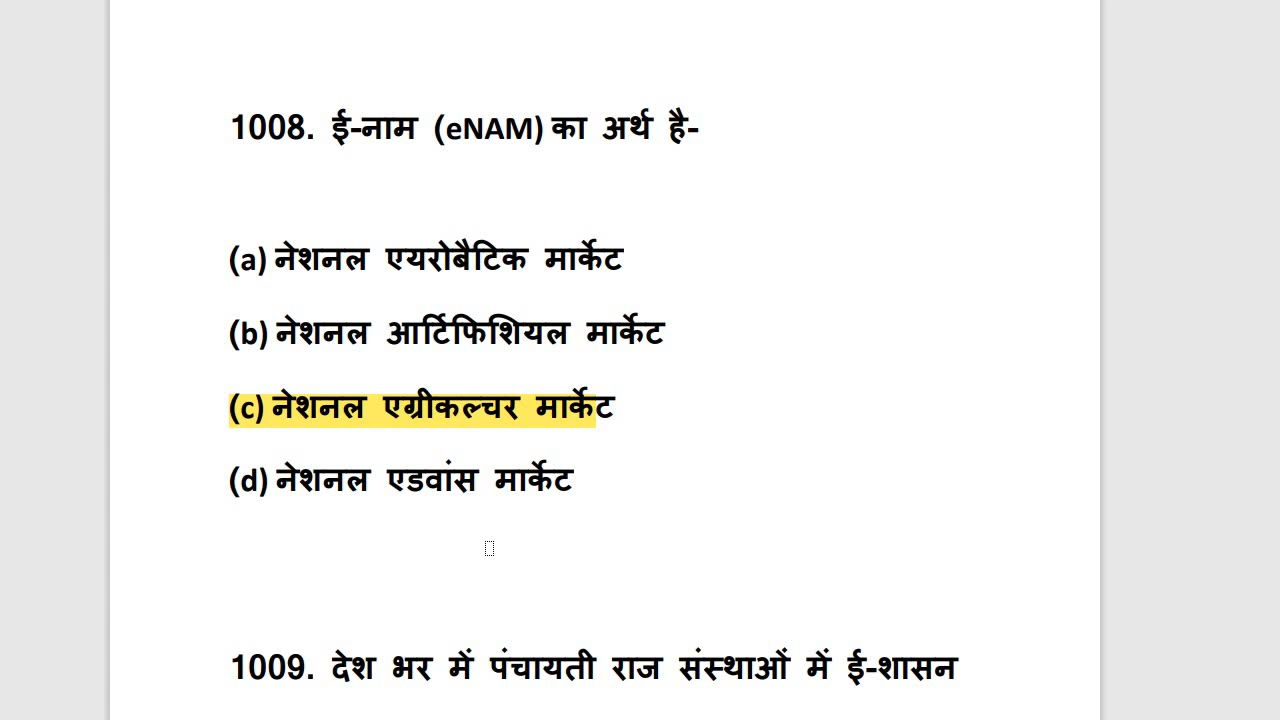 1008. ई-नाम (eNAM) का अर्थ है-
(a) नेशनल एयरोबैटिक मार्केट
(b) नेशनल आर्टिफिशियल मार्केट
(c) नेशनल एग्रीकल्चर मार्केट
(d) नेशनल एडवांस मार्केट
1009. देश भर में पंचायती राज संस्थाओं में ई-शासन